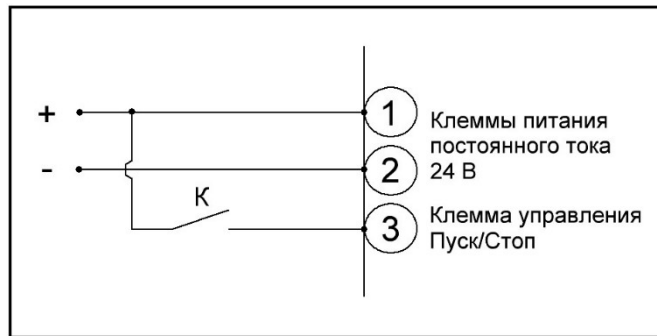 +
1
Клеммы питания
постоянного тока
24 В
-
2
К
3
Клемма управления
Пуск/Стоп